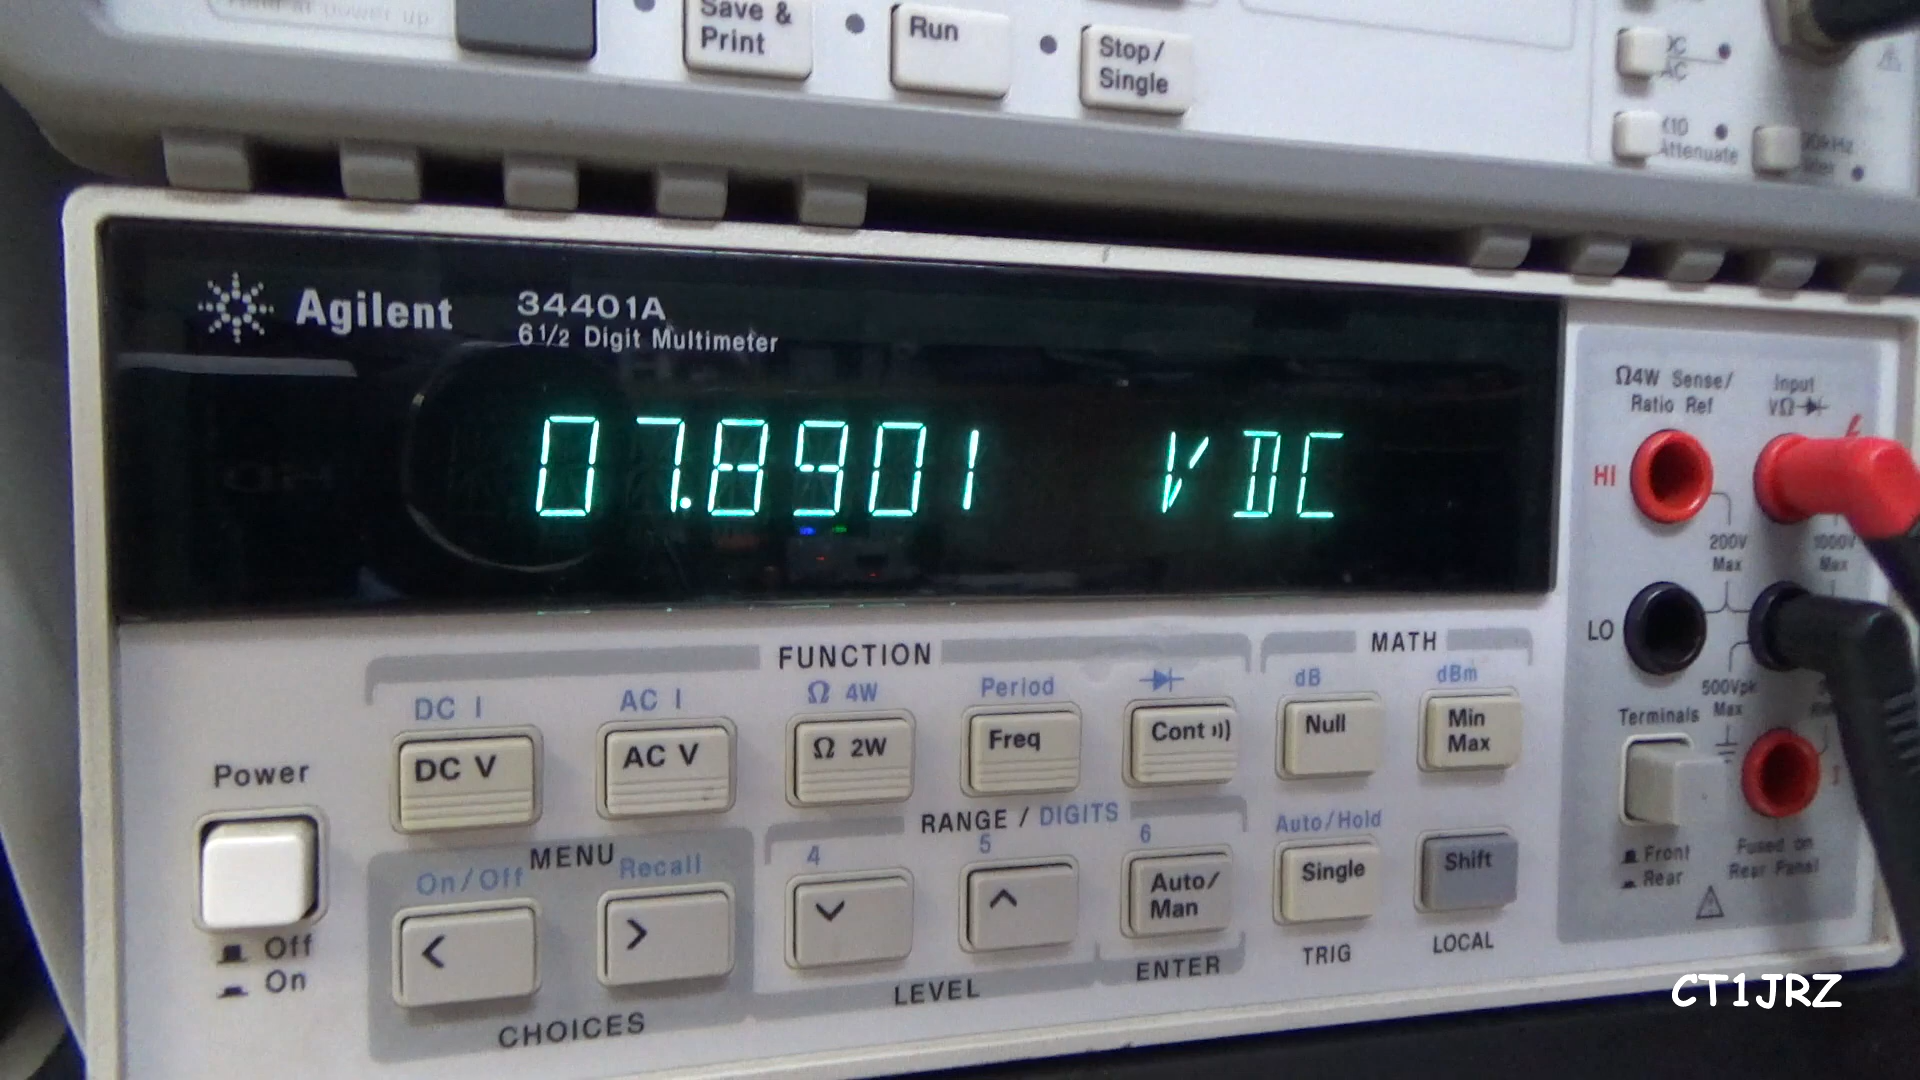 Hold at power up
Save &
Print
Run
Stop/
Single
DC
AC
Attenuate
Agilent
34401A
6 1/2 Digit Multimeter
07.8901 VDC
Ω4W Sense/
Ratio Ref
Input
VΩ
HI
200V
Max
1000V
Max
LO
500Vpk
Max
Terminals
I
Front
Rear
Fused on
Rear Panel
FUNCTION
MATH
DC I
AC I
Ω 4W
Period
dB
dBm
DC V
AC V
Ω 2W
Freq
Cont
Null
Min
Max
Power
Off
On
RANGE / DIGITS
MENU
On/Off
Recall
4
5
6
Auto/Hold
<
>
Auto/
Man
Single
Shift
CHOICES
LEVEL
ENTER
TRIG
LOCAL
CT1JRZ